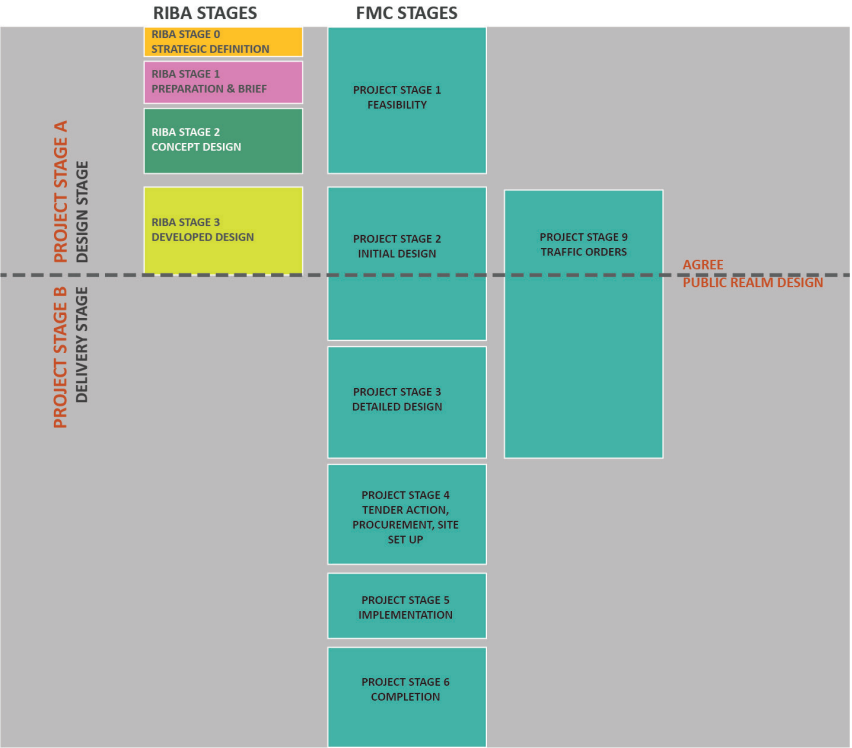 RIBA STAGES
FMC STAGES
RIBA STAGE 0
STRATEGIC DEFINITION
RIBA STAGE 1
PREPARATION & BRIEF
RIBA STAGE 2
CONCEPT DESIGN
RIBA STAGE 3
DEVELOPED DESIGN
PROJECT STAGE 1
FEASIBILITY
PROJECT STAGE 2
INITIAL DESIGN
PROJECT STAGE 3
DETAILED DESIGN
PROJECT STAGE 4
TENDER ACTION,
PROCUREMENT, SITE
SET UP
PROJECT STAGE 5
IMPLEMENTATION
PROJECT STAGE 6
COMPLETION
PROJECT STAGE 9
TRAFFIC ORDERS
AGREE
PUBLIC REALM DESIGN
PROJECT STAGE A
DESIGN STAGE
PROJECT STAGE B
DELIVERY STAGE